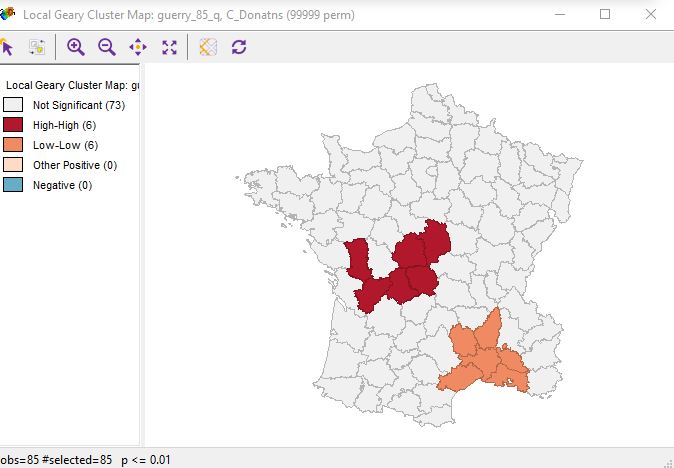 Local Geary Cluster Map: guerry_85_q, C_Donatns (99999 perm)
Local Geary Cluster Map: gu
Not Significant (73)
High-High (6)
Low-Low (6)
Other Positive (0)
Negative (0)
obs=85 #selected=85 p <= 0.01